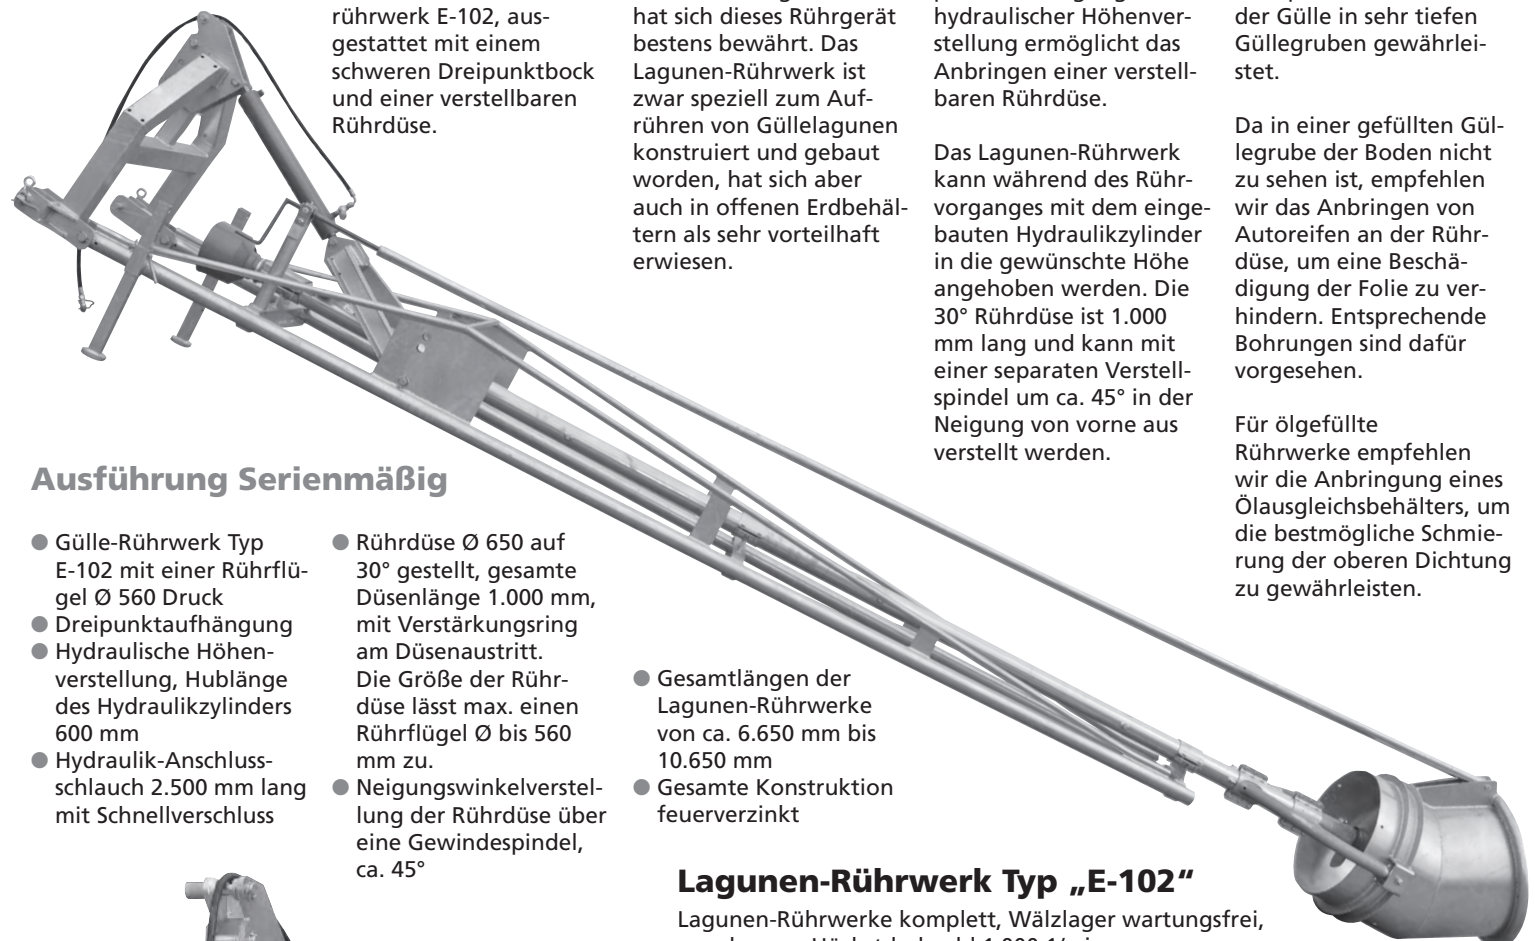 rührwerk E-102, aus-
gestattet mit einem
schweren Dreipunktbock
und einer verstellbaren
Rührdüse.
hat sich dieses Rührgerät
bestens bewährt. Das
Lagunen-Rührwerk ist
zwar speziell zum Auf-
rühren von Güllelagunen
konstruiert und gebaut
worden, hat sich aber
auch in offenen Erdbehäl-
tern als sehr vorteilhaft
erwiesen.
hydraulischer Höhenver-
stellung ermöglicht das
Anbringen einer verstell-
baren Rührdüse.
Das Lagunen-Rührwerk
kann während des Rühr-
vorganges mit dem einge-
bauten Hydraulikzylinder
in die gewünschte Höhe
angehoben werden. Die
30° Rührdüse ist 1.000
mm lang und kann mit
einer separaten Verstell-
spindel um ca. 45° in der
Neigung von vorne aus
verstellt werden.
der Gülle in sehr tiefen
Güllegruben gewährlei-
stet.
Da in einer gefüllten Gül-
legrube der Boden nicht
zu sehen ist, empfehlen
wir das Anbringen von
Autoreifen an der Rühr-
düse, um eine Beschä-
digung der Folie zu ver-
hindern. Entsprechende
Bohrungen sind dafür
vorgesehen.
Für ölgefüllte
Rührwerke empfehlen
wir die Anbringung eines
Ölausgleichsbehälters, um
die bestmögliche Schmie-
rung der oberen Dichtung
zu gewährleisten.
Ausführung Serienmäßig
● Gülle-Rührwerk Typ
E-102 mit einer Rührflü-
gel Ø 560 Druck
● Dreipunktaufhängung
● Hydraulische Höhen-
verstellung, Hublänge
des Hydraulikzylinders
600 mm
● Hydraulik-Anschluss-
schlauch 2.500 mm lang
mit Schnellverschluss
● Rührdüse Ø 650 auf
30° gestellt, gesamte
Düsenlänge 1.000 mm,
mit Verstärkungsring
am Düsenaustritt.
Die Größe der Rühr-
düse lässt max. einen
Rührflügel Ø bis 560
mm zu.
● Neigungswinkelverstel-
lung der Rührdüse über
eine Gewindespindel,
ca. 45°
● Gesamtlängen der
Lagunen-Rührwerke
von ca. 6.650 mm bis
10.650 mm
● Gesamte Konstruktion
feuerverzinkt
Lagunen-Rührwerk Typ „E-102“
Lagunen-Rührwerke komplett, Wälzlager wartungsfrei,